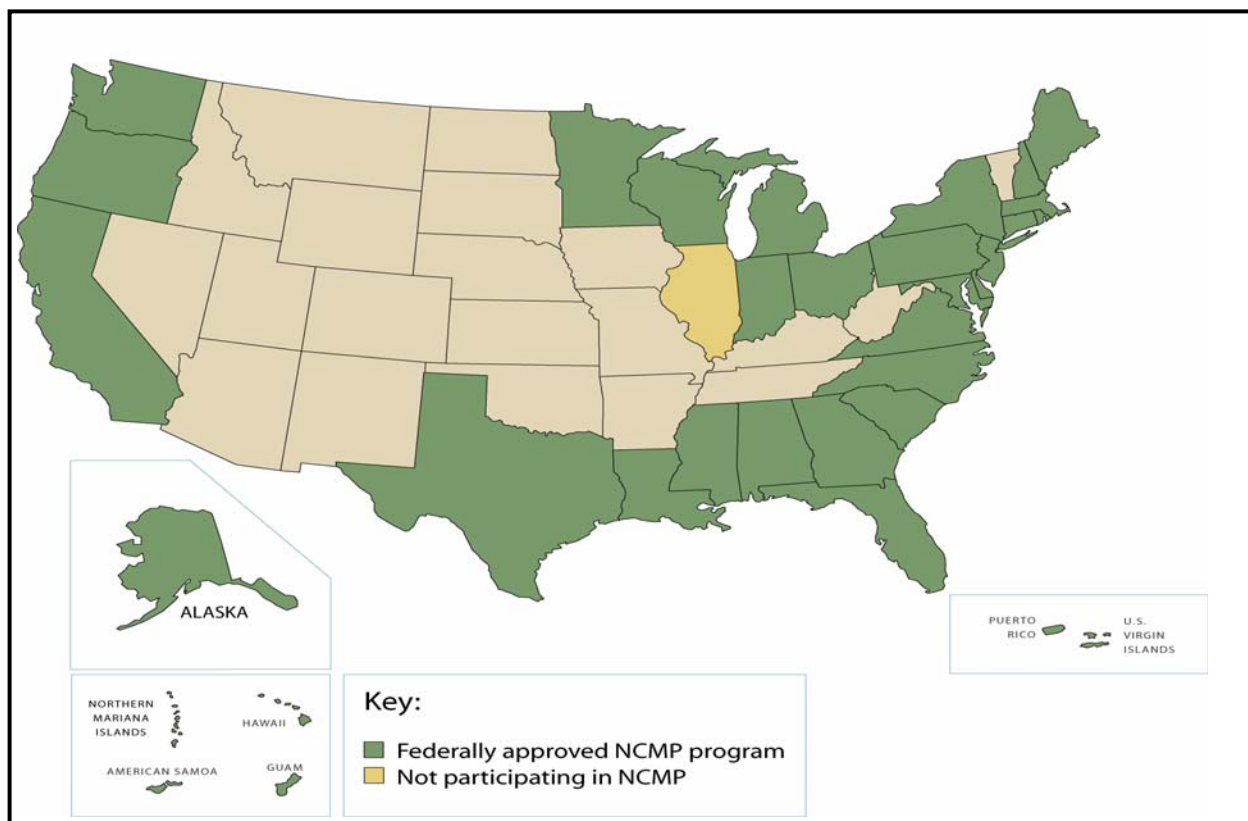 ALASKA
PUERTO
RICO
U.S.
VIRGIN
ISLANDS
NORTHERN
MARIANA
ISLANDS
HAWAII
AMERICAN SAMOA
GUAM
Key:
Federally approved NCMP program
Not participating in NCMP